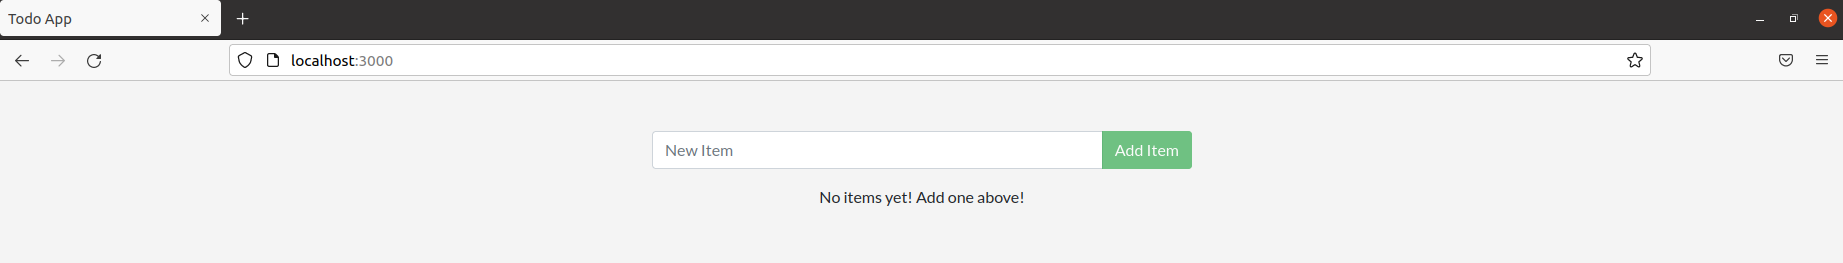 Todo App
localhost:3000
New Item
Add Item
No items yet! Add one above!